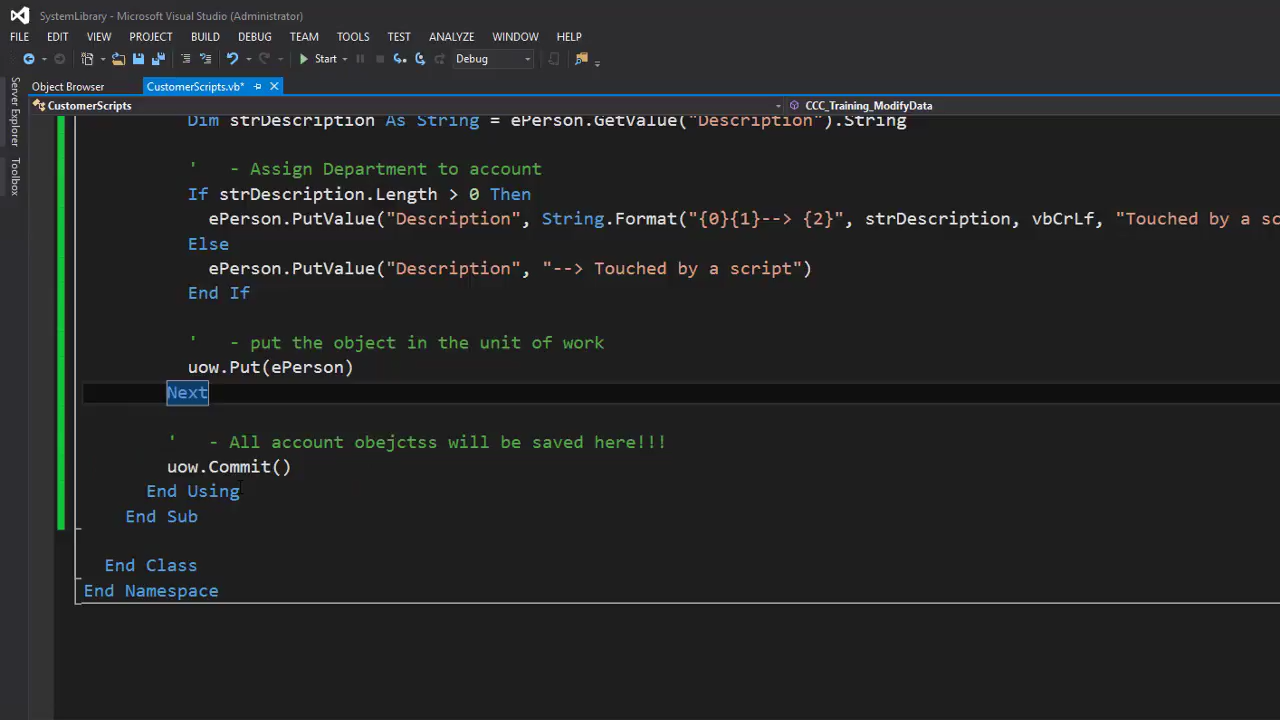 SystemLibrary - Microsoft Visual Studio (Administrator)
FILE EDIT VIEW PROJECT BUILD DEBUG TEAM TOOLS TEST ANALYZE WINDOW HELP
Start Debug
Object Browser CustomerScripts.vb*
CustomerScripts CCC_Training_ModifyData
Server Explorer
Toolbox
Dim strDescription As String = ePerson.GetValue("Description").String
' - Assign Department to account
If strDescription.Length > 0 Then
ePerson.PutValue("Description", String.Format("{0}{1}--> {2}", strDescription, vbCrLf, "Touched by a sc
Else
ePerson.PutValue("Description", "--> Touched by a script")
End If
' - put the object in the unit of work
uow.Put(ePerson)
Next
' - All account obejctss will be saved here!!!
uow.Commit()
End Using
End Sub
End Class
End Namespace